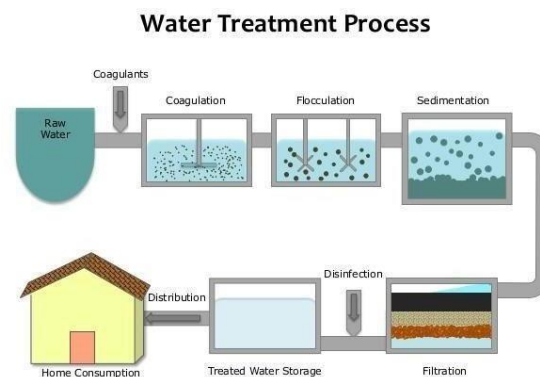 Water Treatment Process
Coagulants
Coagulation
Flocculation
Sedimentation
Raw
Water
Disinfection
Distribution
Home Consumption
Treated Water Storage
Filtration